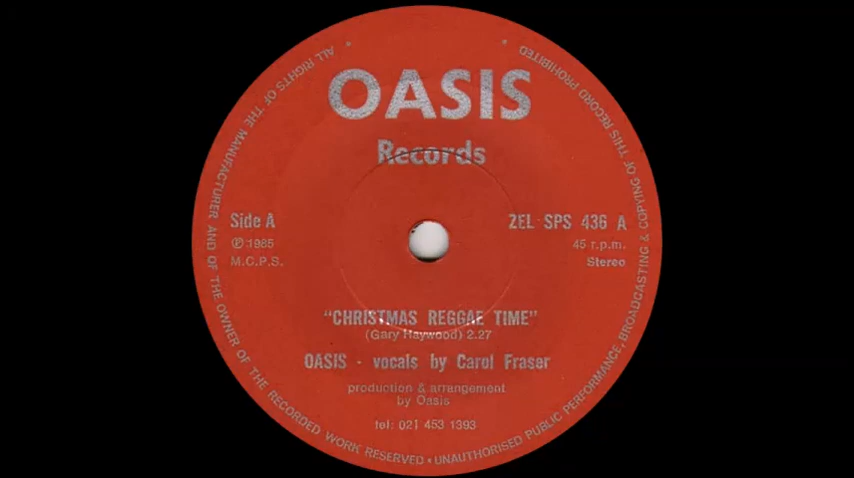 OASIS
Records
Side A
ZEL SPS 436 A
℗ 1985
45 r.p.m.
M.C.P.S.
Stereo
"CHRISTMAS REGGAE TIME"
(Gary Haywood) 2.27
OASIS - vocals by Carol Fraser
production & arrangement
by Oasis
tel: 021 453 1393
ALL RIGHTS OF THE MANUFACTURER AND OF THE OWNER OF THE RECORDED WORK RESERVED • UNAUTHORISED PUBLIC PERFORMANCE, BROADCASTING & COPYING OF THIS RECORD PROHIBITED